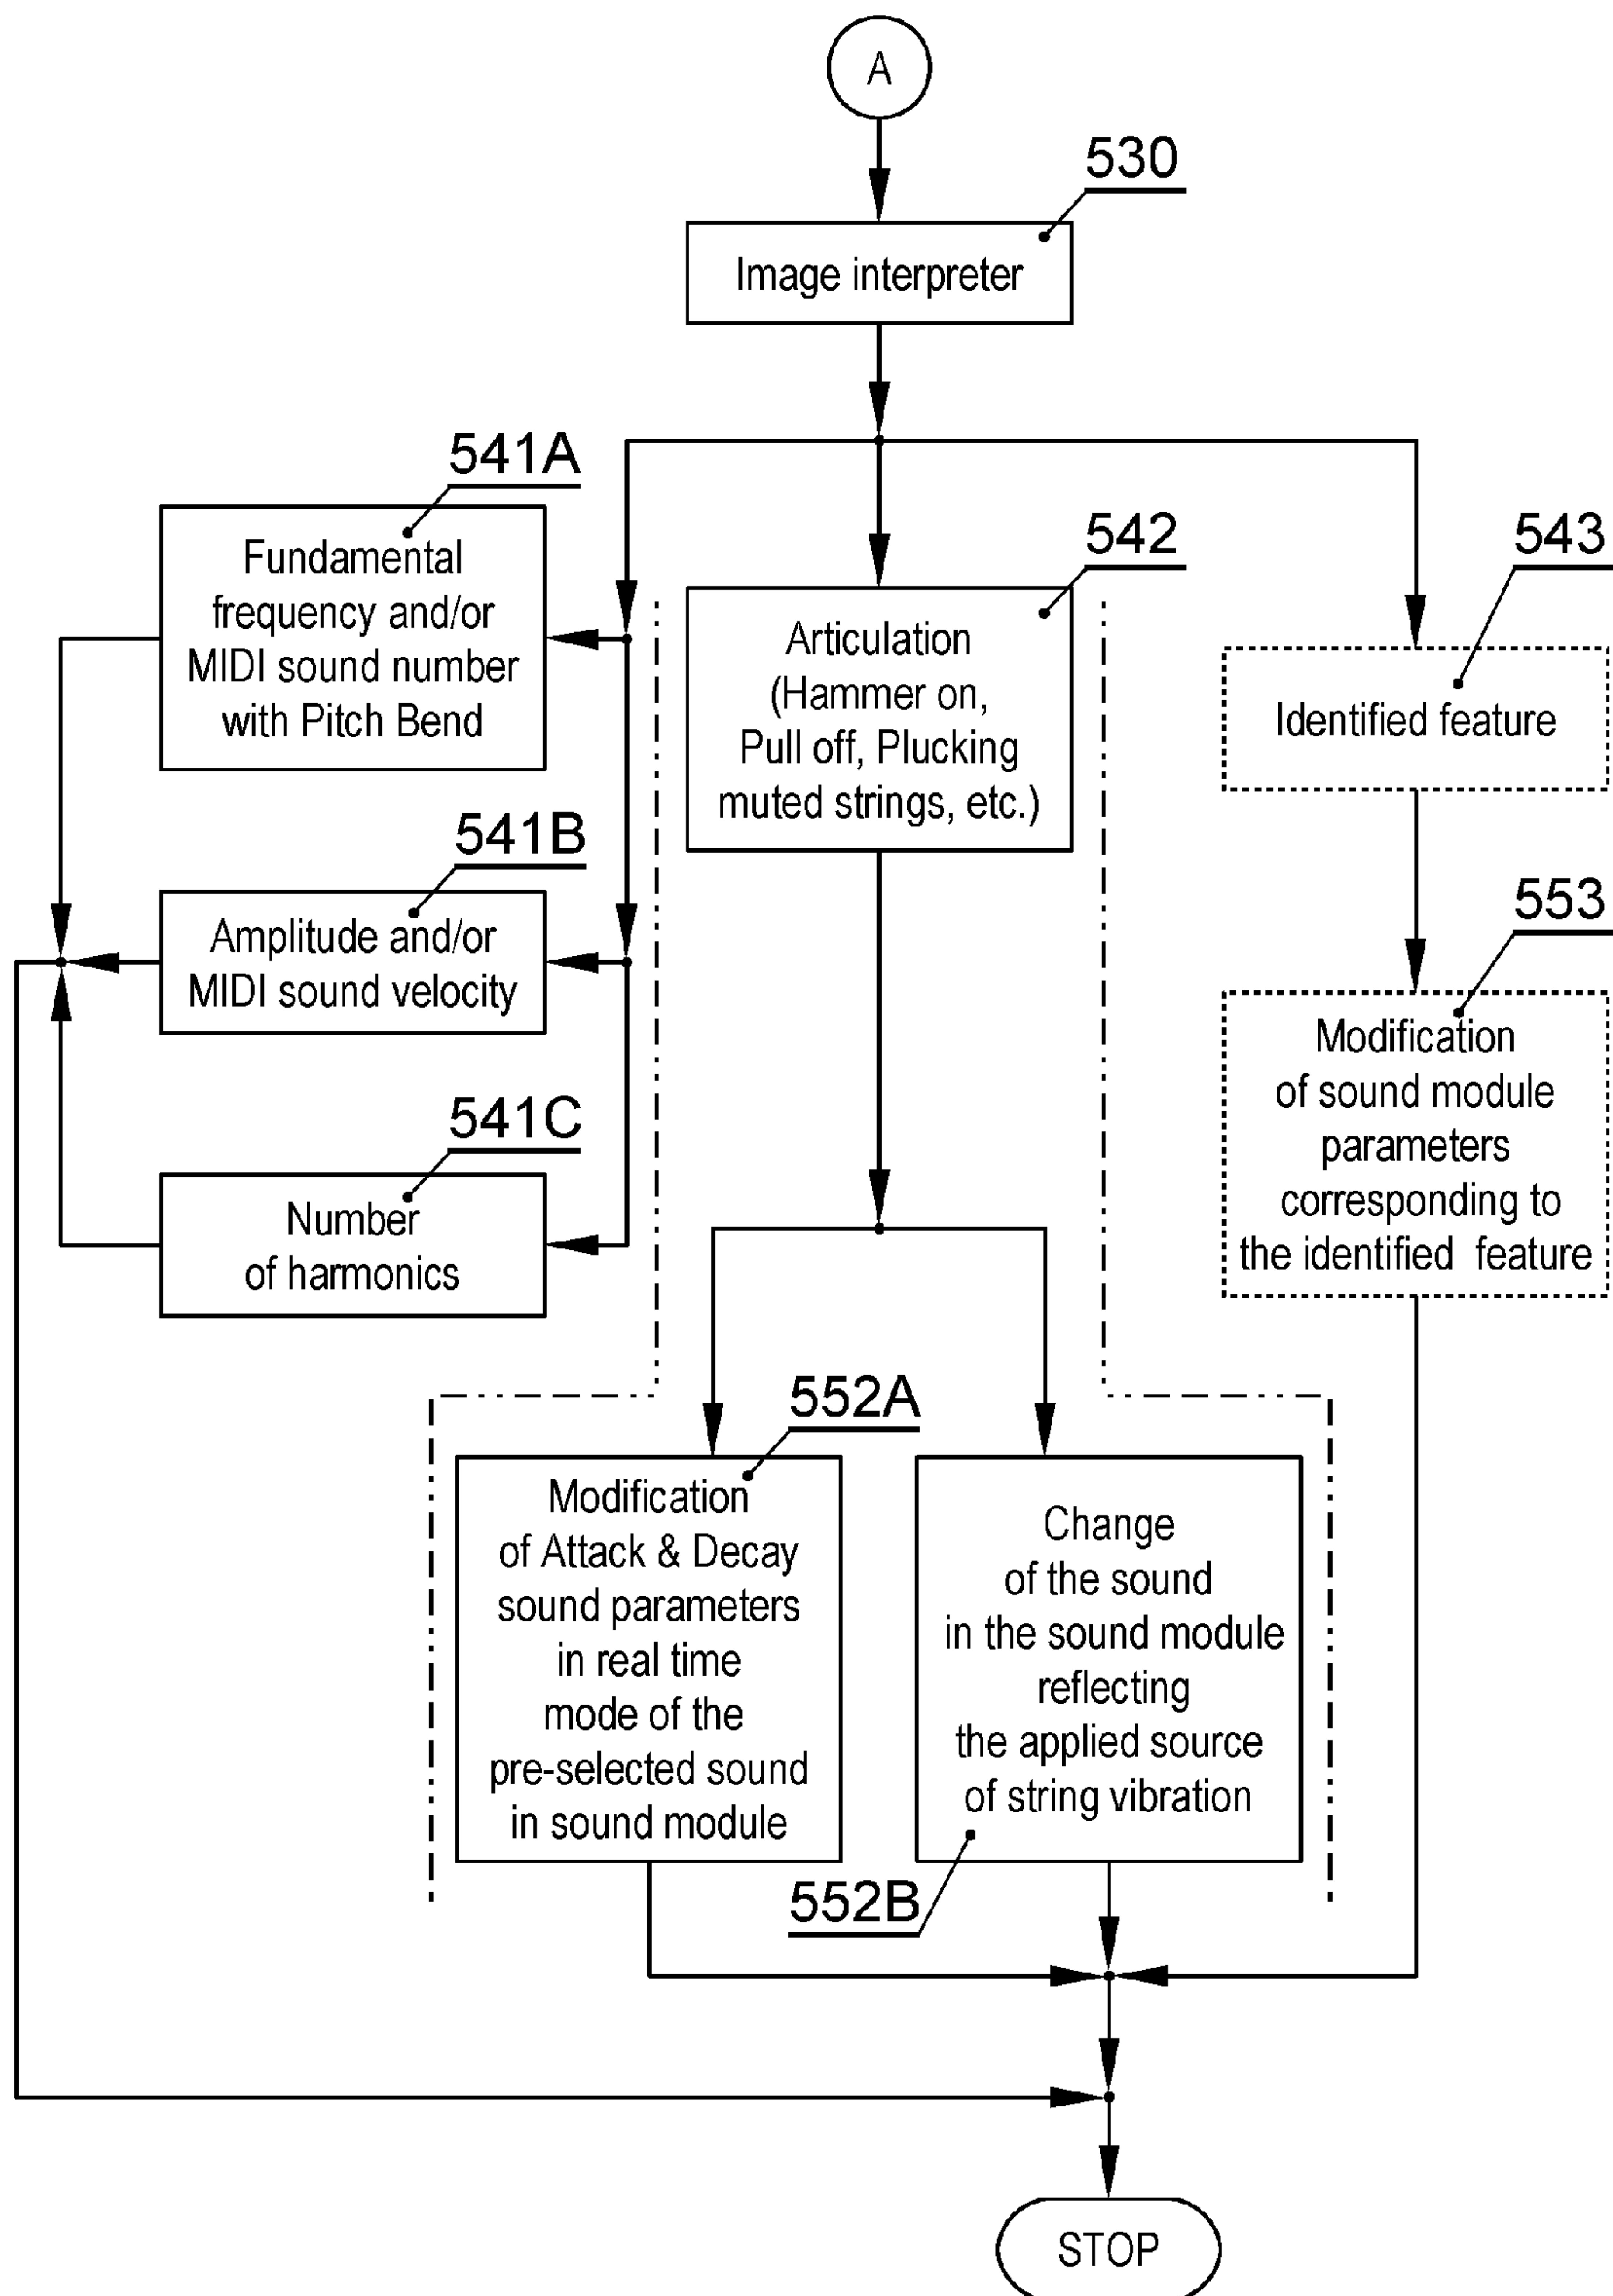 A
530
Image interpreter
541A
Fundamental
frequency and/or
MIDI sound number
with Pitch Bend
542
Articulation
(Hammer on,
Pull off, Plucking
muted strings, etc.)
543
Identified feature
541B
Amplitude and/or
MIDI sound velocity
553
Modification
of sound module
parameters
corresponding to
the identified feature
541C
Number
of harmonics
552A
Modification
of Attack & Decay
sound parameters
in real time
mode of the
pre-selected sound
in sound module
Change
of the sound
in the sound module
reflecting
the applied source
of string vibration
552B
STOP